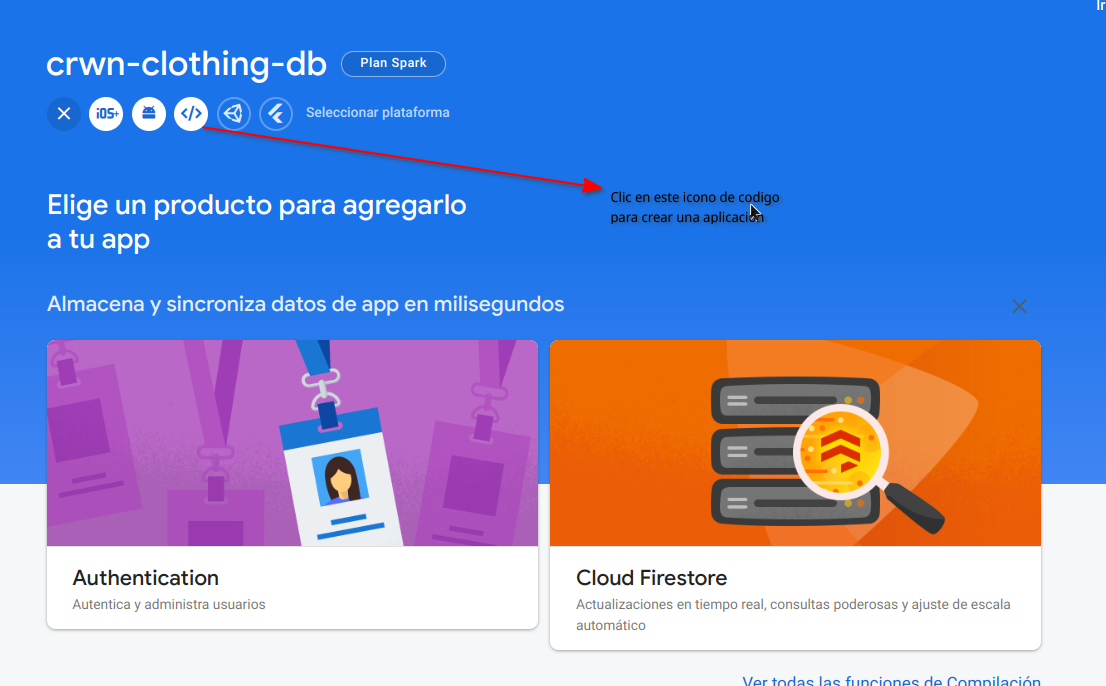 Ir
crwn-clothing-db
Plan Spark
iOS+
</>
Seleccionar plataforma
Clic en este icono de codigo
para crear una aplicación
Elige un producto para agregarlo
a tu app
Almacena y sincroniza datos de app en milisegundos
Authentication
Autentica y administra usuarios
Cloud Firestore
Actualizaciones en tiempo real, consultas poderosas y ajuste de escala
automático
Ver todas las funciones de Compilación